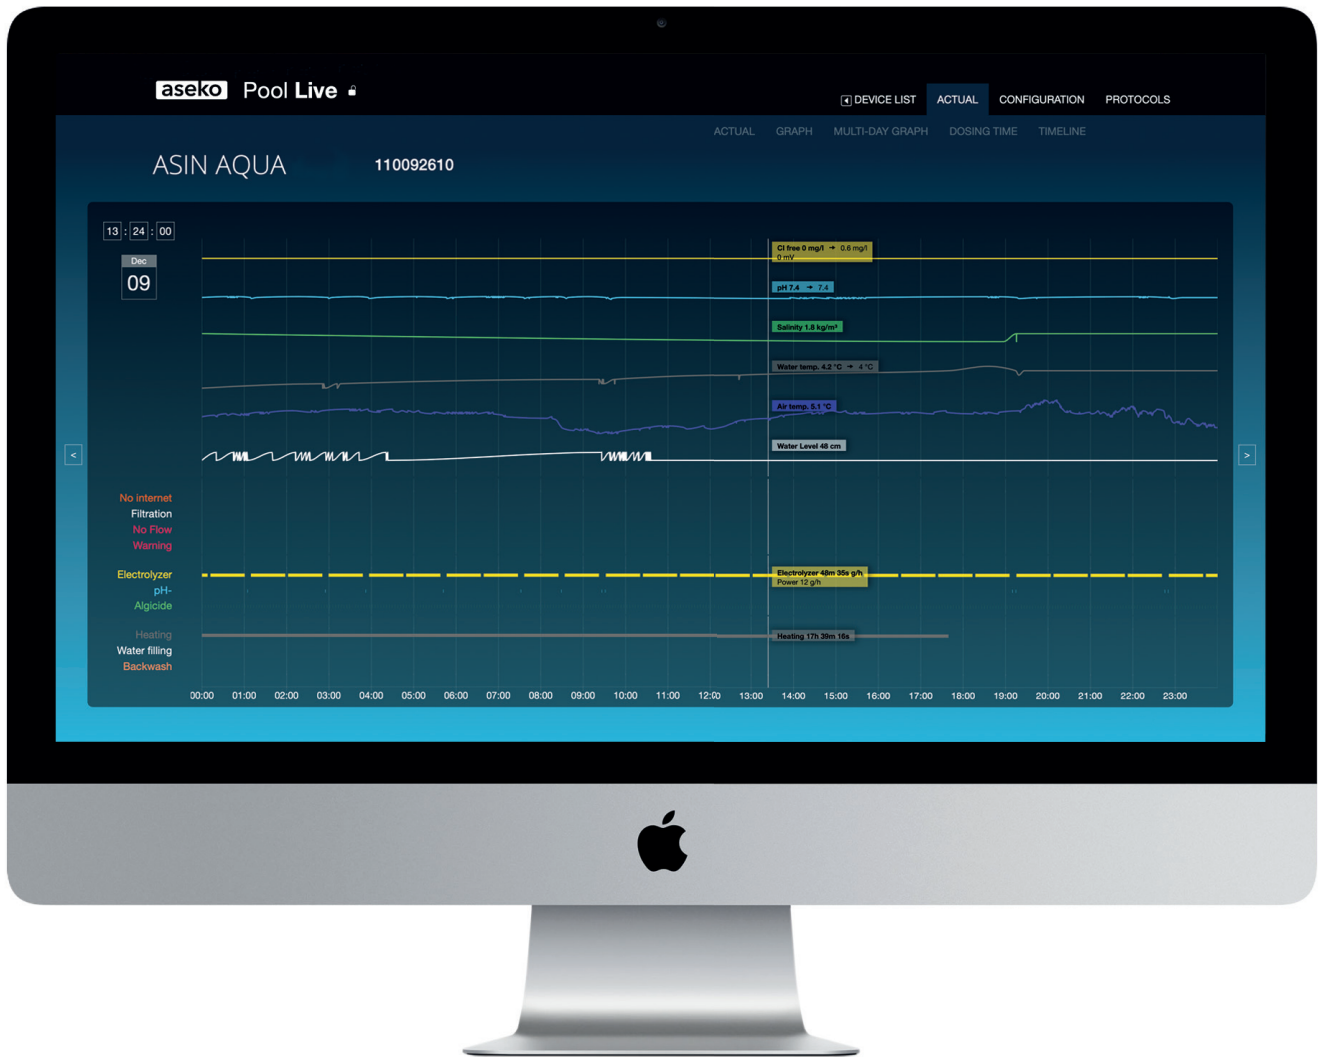 aseko Pool Live
DEVICE LIST ACTUAL CONFIGURATION PROTOCOLS
ACTUAL GRAPH MULTI-DAY GRAPH DOSING TIME TIMELINE
ASIN AQUA 110092610
13 : 24 : 00
Dec
09
Cl free 0 mg/l → 0.6 mg/l
0 mV
pH 7.4 → 7.4
Salinity 1.8 kg/m³
Water temp. 4.2 °C → 4 °C
Air temp. 5.1 °C
Water Level 48 cm
< >
No internet
Filtration
No Flow
Warning
Electrolyzer
Electrolyzer 48m 35s g/h
Power 12 g/h
pH-
Algicide
Heating
Heating 17h 39m 16s
Water filling
Backwash
00:00 01:00 02:00 03:00 04:00 05:00 06:00 07:00 08:00 09:00 10:00 11:00 12:00 13:00 14:00 15:00 16:00 17:00 18:00 19:00 20:00 21:00 22:00 23:00